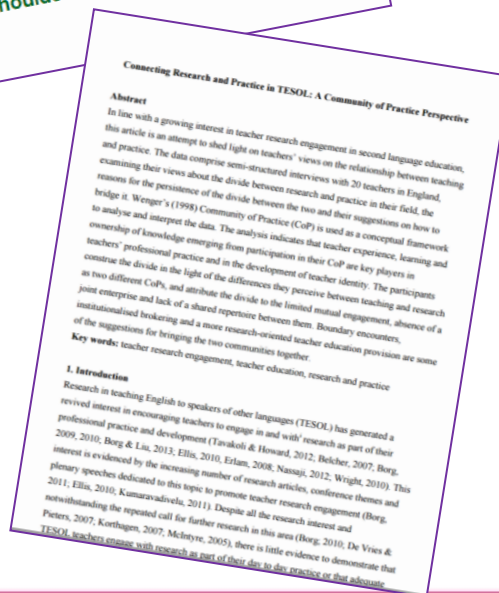 Connecting Research and Practice in TESOL: A Community of Practice Perspective
Abstract
In line with a growing interest in teacher research engagement in second language education,
this article is an attempt to shed light on teachers' views on the relationship between teaching
and practice. The data comprise semi-structured interviews with 20 teachers in England,
examining their views about the divide between research and practice in their field, the
reasons for the persistence of the divide between the two and their suggestions on how to
bridge it. Wenger's (1998) Community of Practice (CoP) is used as a conceptual framework
to analyse and interpret the data. The analysis indicates that teacher experience, learning and
ownership of knowledge emerging from participation in their CoP are key players in
teachers' professional practice and in the development of teacher identity. The participants
construe the divide in the light of the differences they perceive between teaching and research
as two different CoPs, and attribute the divide to the limited mutual engagement, absence of a
joint enterprise and lack of a shared repertoire between them. Boundary encounters,
institutionalised brokering and a more research-oriented teacher education provision are some
of the suggestions for bringing the two communities together.
Key words: teacher research engagement, teacher education, research and practice
1. Introduction
Research in teaching English to speakers of other languages (TESOL) has generated a
revived interest in encouraging teachers to engage in and with' research as part of their
professional practice and development (Tavakoli & Howard, 2012, Belcher, 2007; Borg,
2009, 2010; Borg & Liu, 2013; Ellis, 2010, Erlam, 2008; Nassaji, 2012; Wright, 2010). This
interest is evidenced by the increasing number of research articles, conference themes and
plenary speeches dedicated to this topic to promote teacher research engagement (Borg,
2011; Ellis, 2010; Kumaravadivelu, 2011). Despite all the research interest and
notwithstanding the repeated call for further research in this area (Borg, 2010; De Vries &
Pieters, 2007; Korthagen, 2007; McIntyre, 2005), there is little evidence to demonstrate that
TESOL teachers engage with research as part of their day to day practice or that adequate